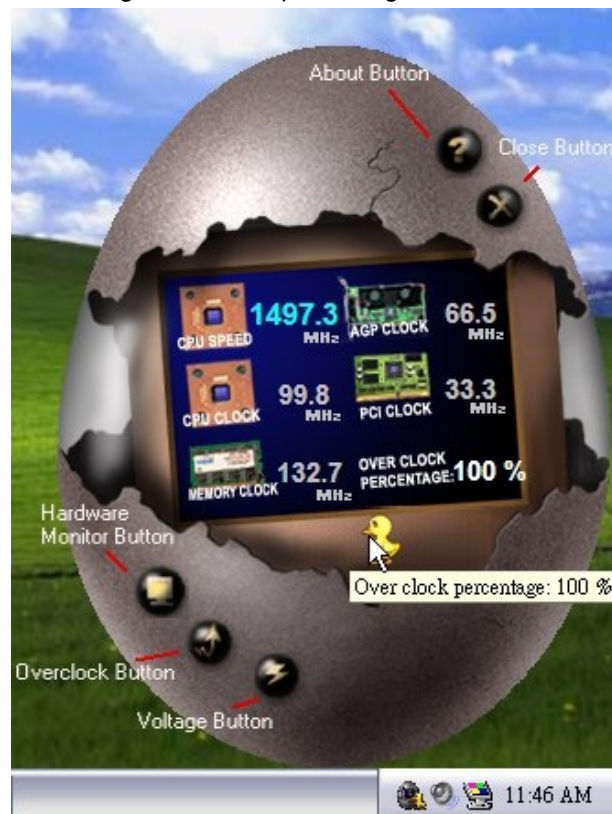 About Button
Close Button
CPU SPEED 1497.3 MHz
AGP CLOCK 66.5 MHz
CPU CLOCK 99.8 MHz
PCI CLOCK 33.3 MHz
MEMORY CLOCK 132.7 MHz
OVER CLOCK
PERCENTAGE: 100 %
Hardware
Monitor Button
Over clock percentage: 100 %
Overclock Button
Voltage Button
11:46 AM